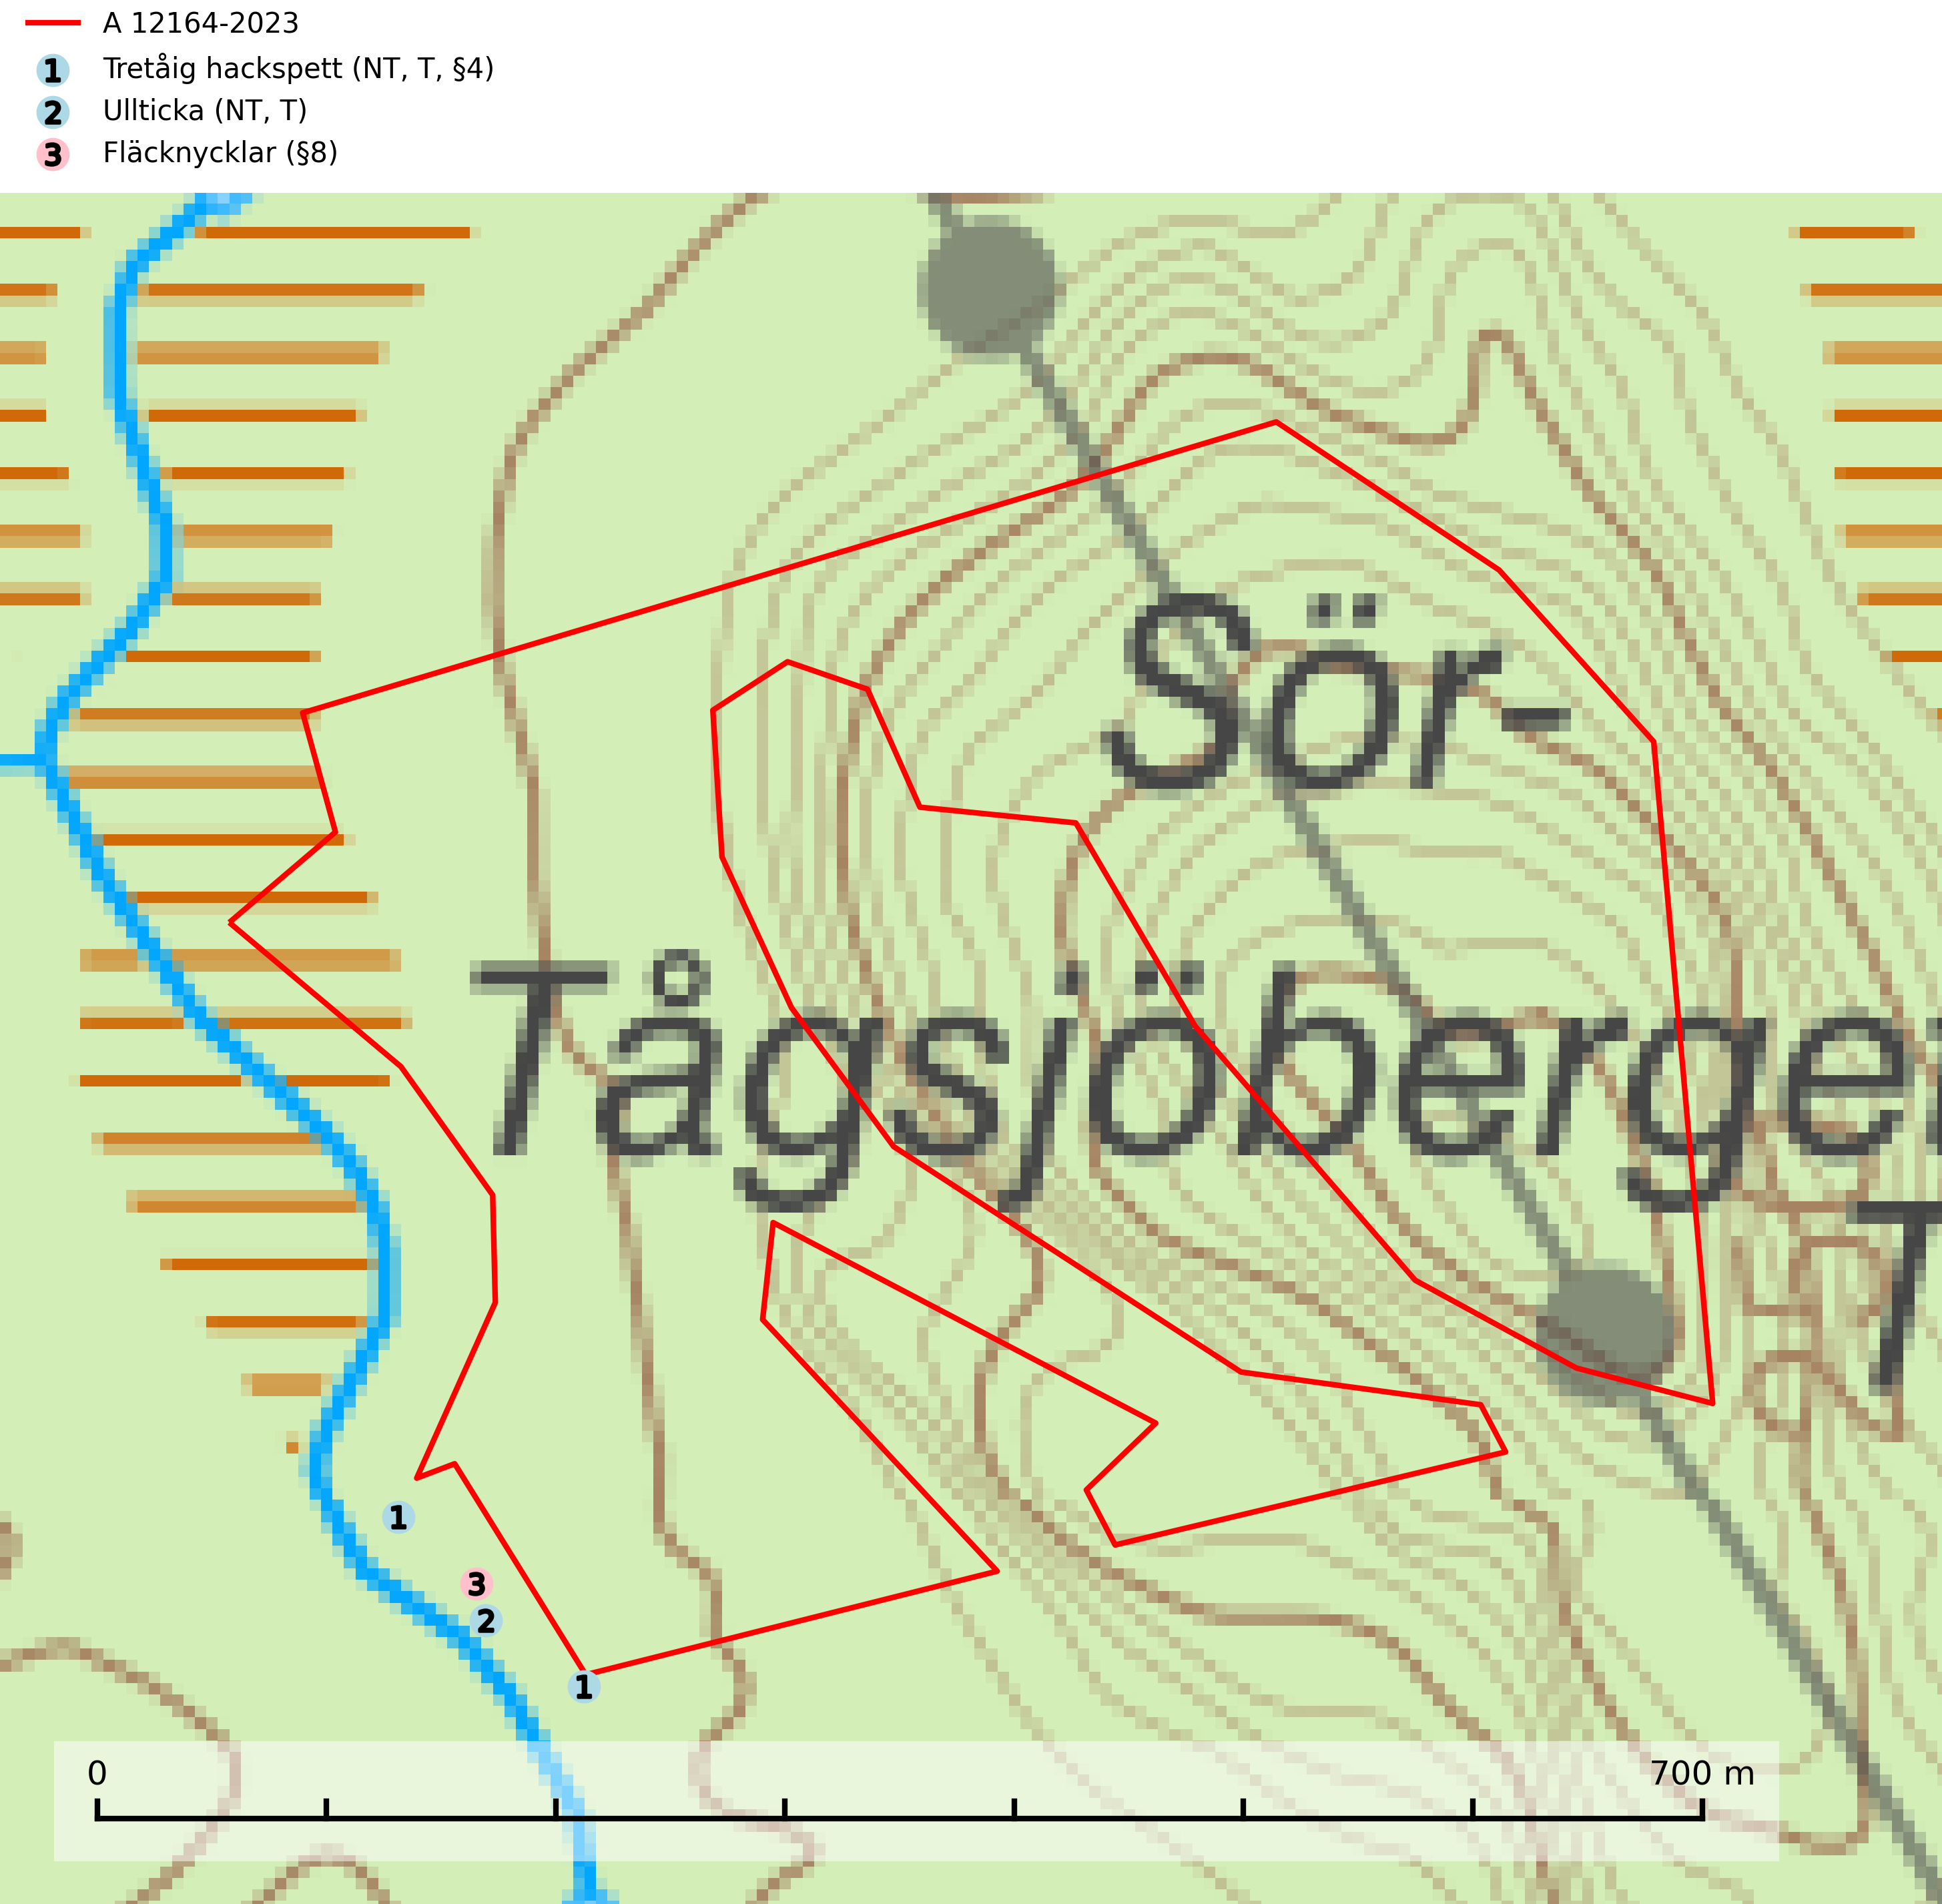 A 12164-2023
1 Tretåig hackspett (NT, T, §4)
2 Ullticka (NT, T)
3 Fläcknycklar (§8)
Sör-
Tågsjöberget
T
1
3
2
1
0 700 m